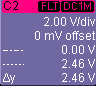 C2 FLT DC1M
2.00 V/div
0 mV offset
----- 0.00 V
----- 2.46 V
Δy 2.46 V